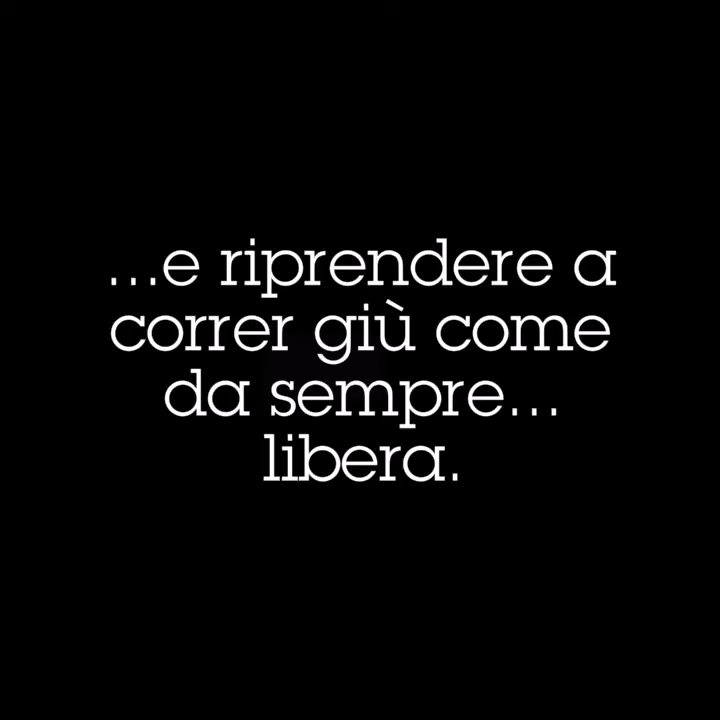 ...e riprendere a
correr giù come
da sempre...
libera.